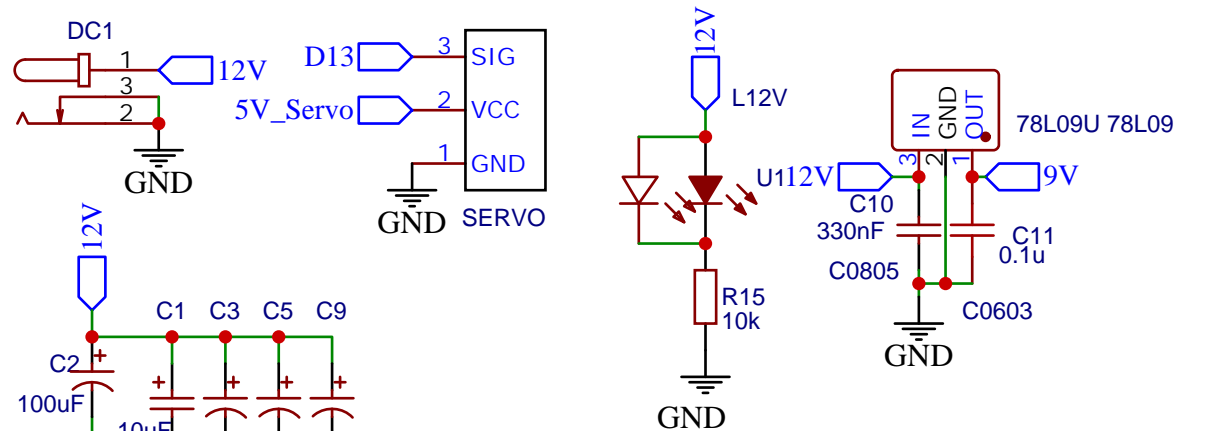 DC1
1
12V
3
2
GND
D13
3
SIG
5V_Servo
2
VCC
1
GND
GND
SERVO
12V
L12V
U1
R15
10k
GND
IN
GND
OUT
78L09U 78L09
3
2
1
12V
9V
C10
330nF
C0805
C11
0.1u
C0603
GND
12V
C1
C3
C5
C9
C2
100uF
10uF